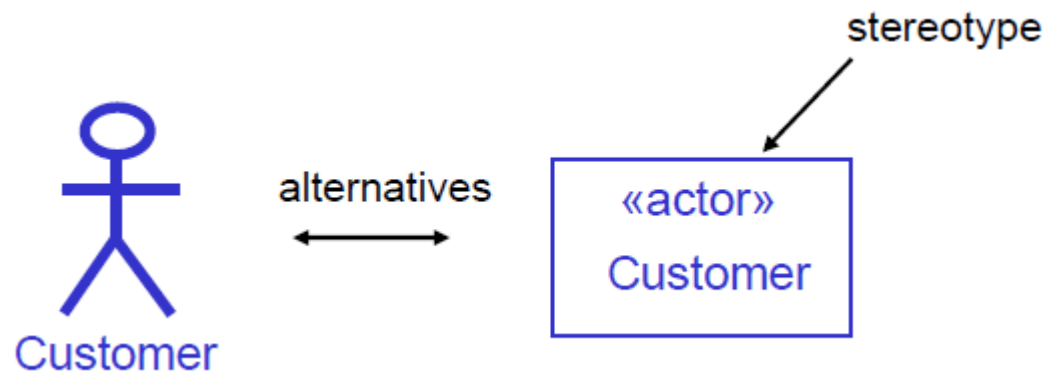 stereotype
alternatives
«actor»
Customer
Customer